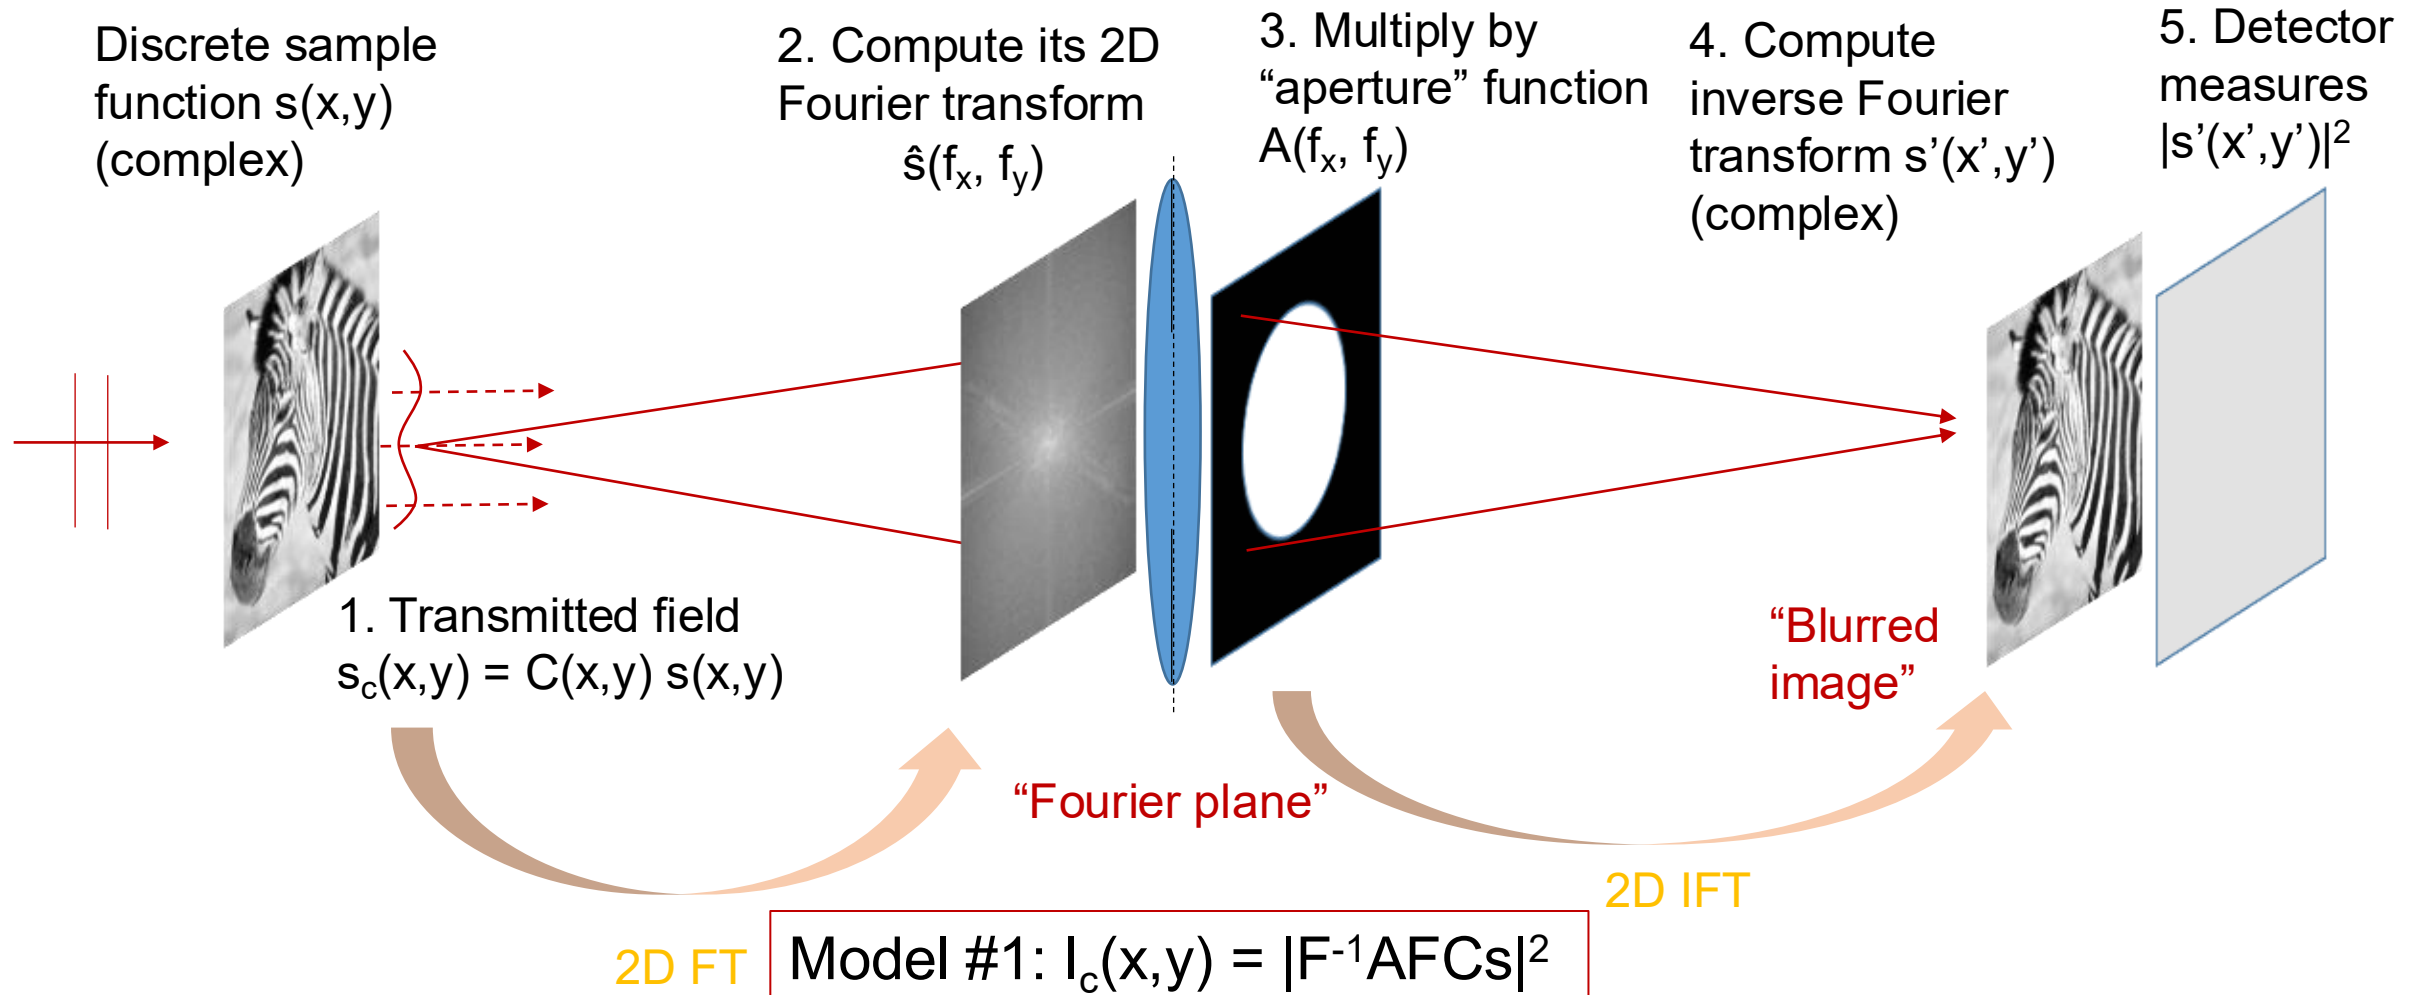 Discrete sample
function s(x,y)
(complex)
2. Compute its 2D
Fourier transform
ŝ(fx, fy)
3. Multiply by
“aperture” function
A(fx, fy)
4. Compute
inverse Fourier
transform s’(x’,y’)
(complex)
5. Detector
measures
|s’(x’,y’)|²
1. Transmitted field
sc(x,y) = C(x,y) s(x,y)
“Blurred
image”
“Fourier plane”
2D IFT
2D FT
Model #1: Ic(x,y) = |F⁻¹AFCs|²